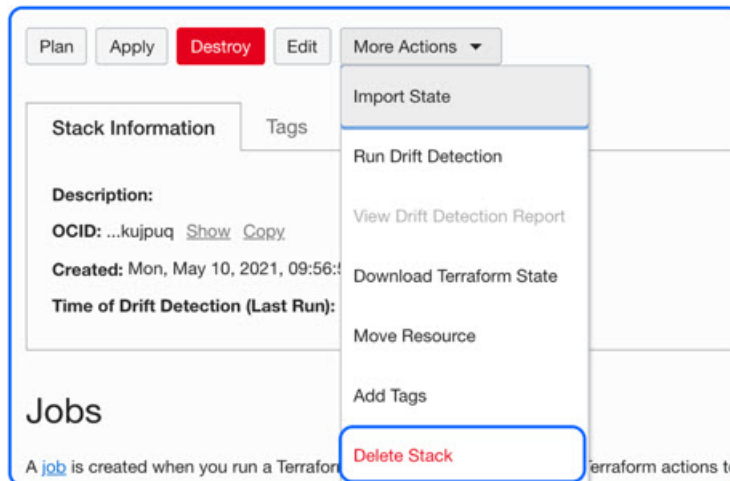 Plan Apply Destroy Edit More Actions
Import State
Stack Information Tags
Run Drift Detection
Description:
View Drift Detection Report
OCID: ...kujpuq Show Copy
Created: Mon, May 10, 2021, 09:56:
Download Terraform State
Time of Drift Detection (Last Run):
Move Resource
Add Tags
Jobs
Delete Stack
A job is created when you run a Terrafor
Terraform actions t